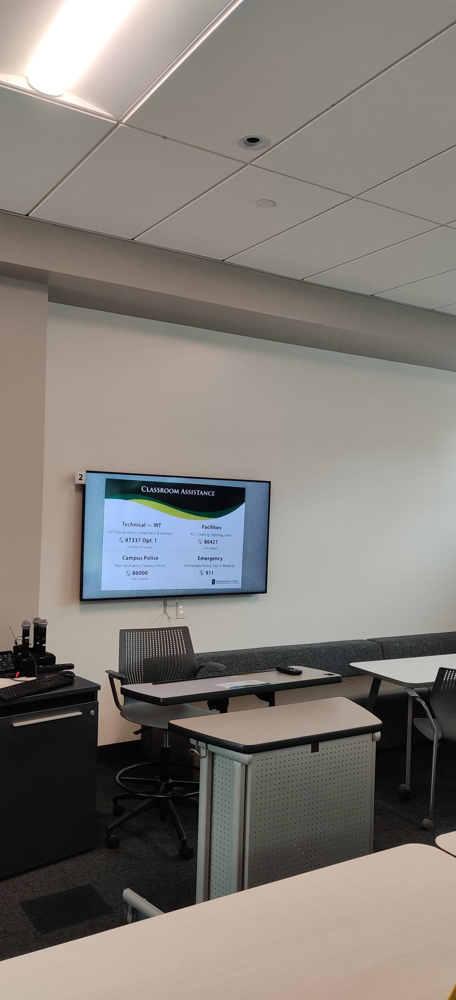 2
CLASSROOM ASSISTANCE
Technical — IRT
A/V equipment, computers, & wireless
87337 Opt. 1
916-278-7337 Option 1
Facilities
A/C, heating, lighting, spills
86421
916-278-6421
Campus Police
Non-emergency Campus Police
86000
916-278-6000
Emergency
Immediate Police, Fire or Medical
911
SACRAMENTO STATE